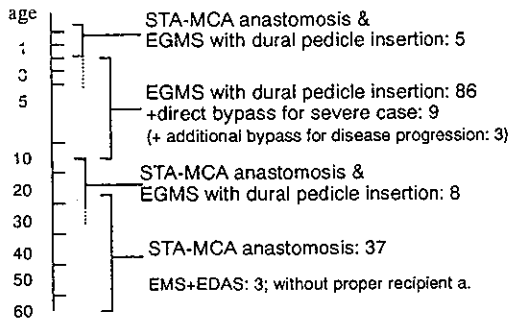 age
STA-MCA anastomosis &
EGMS with dural pedicle insertion: 5
1
3
5
EGMS with dural pedicle insertion: 86
+direct bypass for severe case: 9
(+ additional bypass for disease progression: 3)
10
STA-MCA anastomosis &
EGMS with dural pedicle insertion: 8
20
30
STA-MCA anastomosis: 37
40
EMS+EDAS: 3; without proper recipient a.
50
60